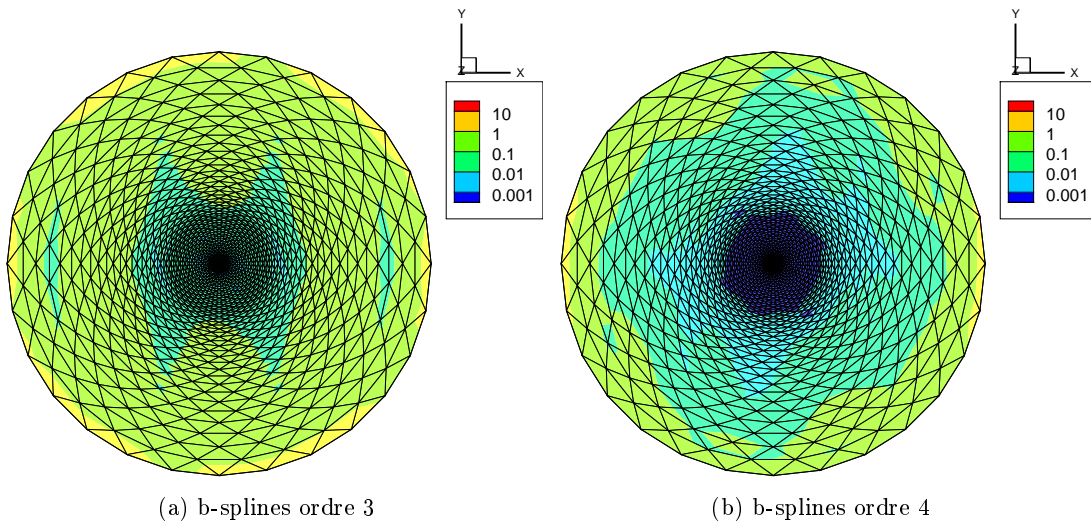 Y
Z X
10
1
0.1
0.01
0.001
(a) b-splines ordre 3
Y
Z X
10
1
0.1
0.01
0.001
(b) b-splines ordre 4